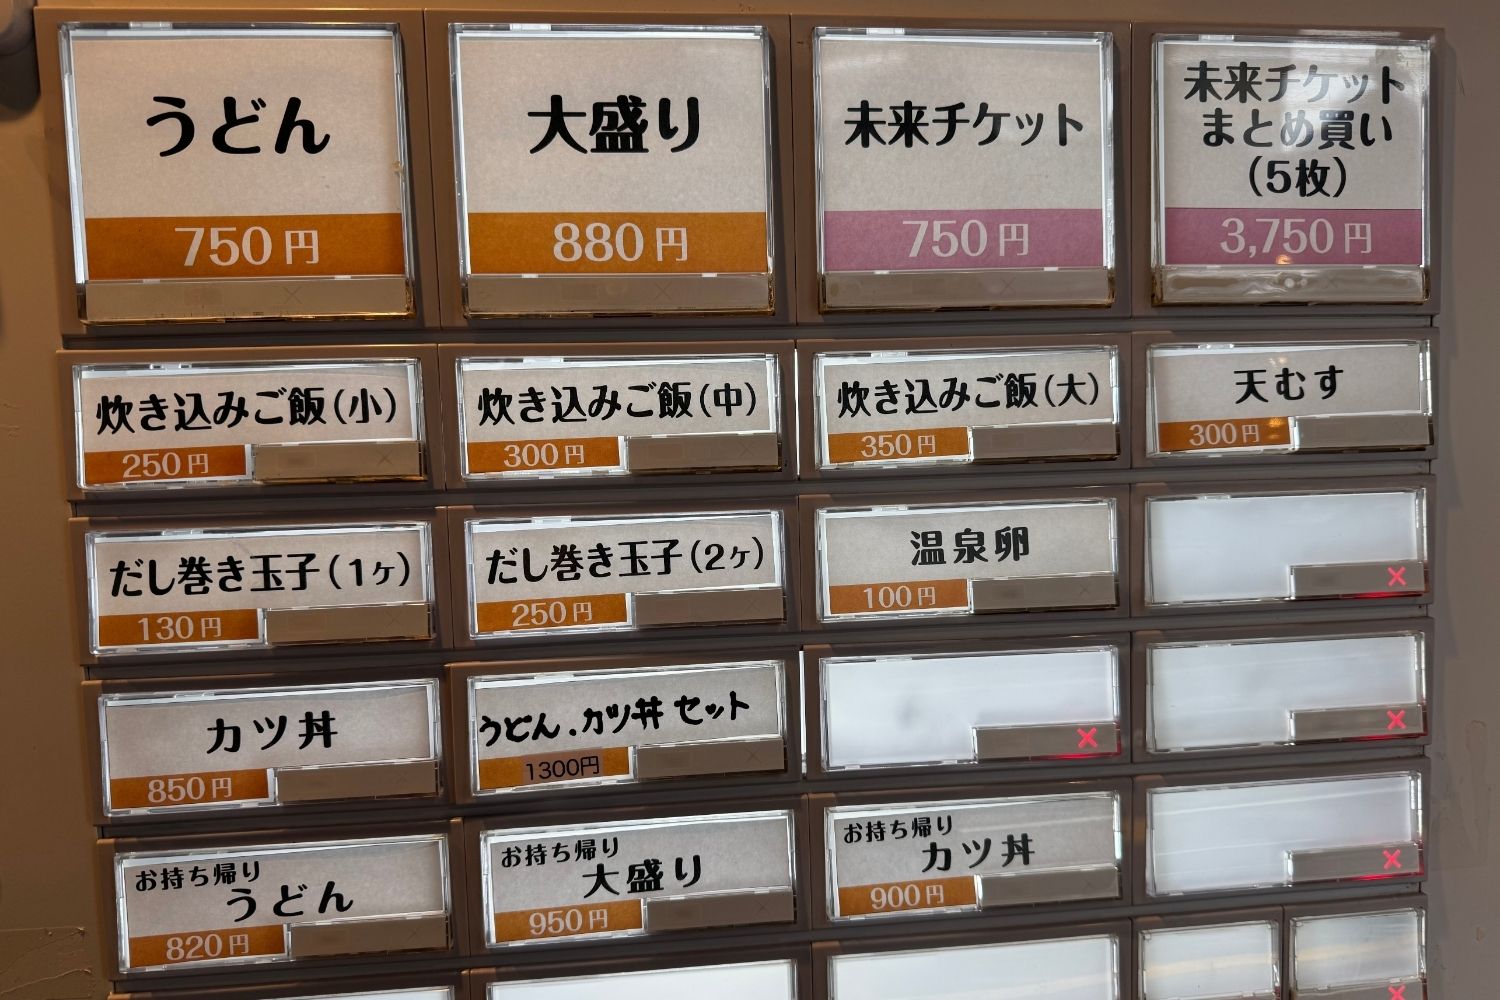 うどん
750円
大盛り
880円
未来チケット
750円
未来チケット
まとめ買い
(5枚)
3,750円
炊き込みご飯(小)
250円
炊き込みご飯(中)
300円
炊き込みご飯(大)
350円
天むす
300円
だし巻き玉子(1ヶ)
130円
だし巻き玉子(2ヶ)
250円
温泉卵
100円
カツ丼
850円
うどん.カツ丼 セット
1300円
お持ち帰り
うどん
820円
お持ち帰り
大盛り
950円
お持ち帰り
カツ丼
900円